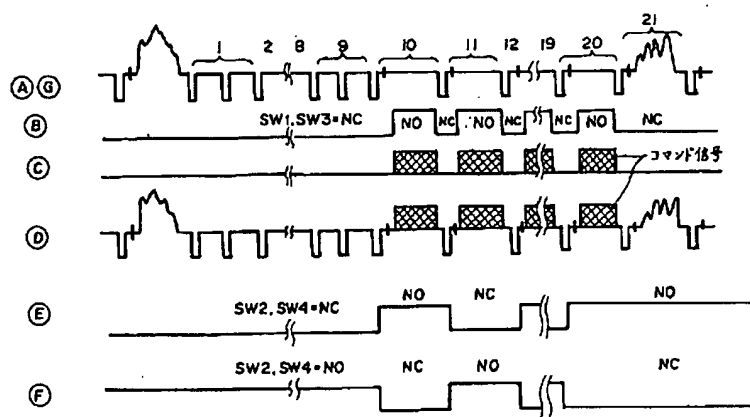 1 2 8 9 10 11 12 19 20 21
Ⓐ Ⓖ
Ⓑ SW1, SW3=NC NO NC NO NC NC NO NC
Ⓒ コマンド信号
Ⓓ
Ⓔ SW2, SW4=NC NO NC NO
Ⓕ SW2, SW4=NO NC NO NC